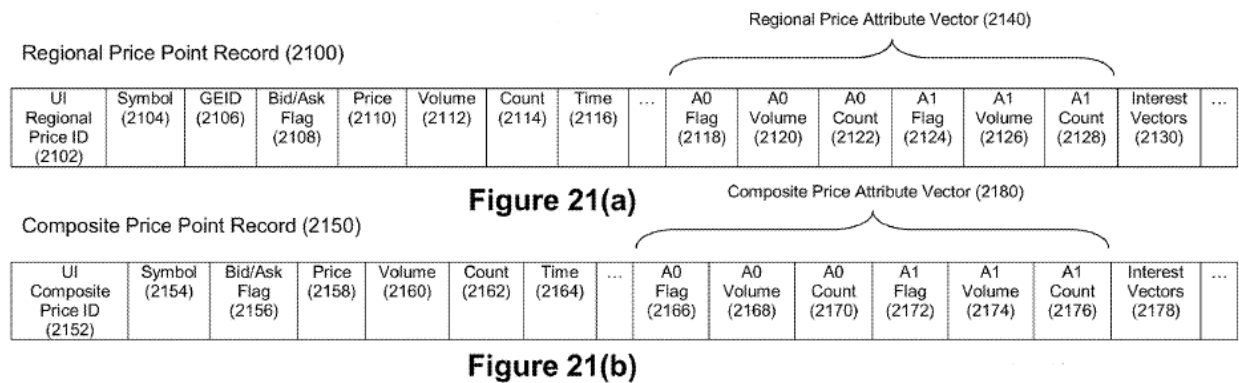 Regional Price Attribute Vector (2140)
Regional Price Point Record (2100)
UI Regional Price ID (2102)
Symbol (2104)
GEID (2106)
Bid/Ask Flag (2108)
Price (2110)
Volume (2112)
Count (2114)
Time (2116)
...
A0 Flag (2118)
A0 Volume (2120)
A0 Count (2122)
A1 Flag (2124)
A1 Volume (2126)
A1 Count (2128)
Interest Vectors (2130)
...
Figure 21(a)
Composite Price Attribute Vector (2180)
Composite Price Point Record (2150)
UI Composite Price ID (2152)
Symbol (2154)
Bid/Ask Flag (2156)
Price (2158)
Volume (2160)
Count (2162)
Time (2164)
...
A0 Flag (2166)
A0 Volume (2168)
A0 Count (2170)
A1 Flag (2172)
A1 Volume (2174)
A1 Count (2176)
Interest Vectors (2178)
...
Figure 21(b)